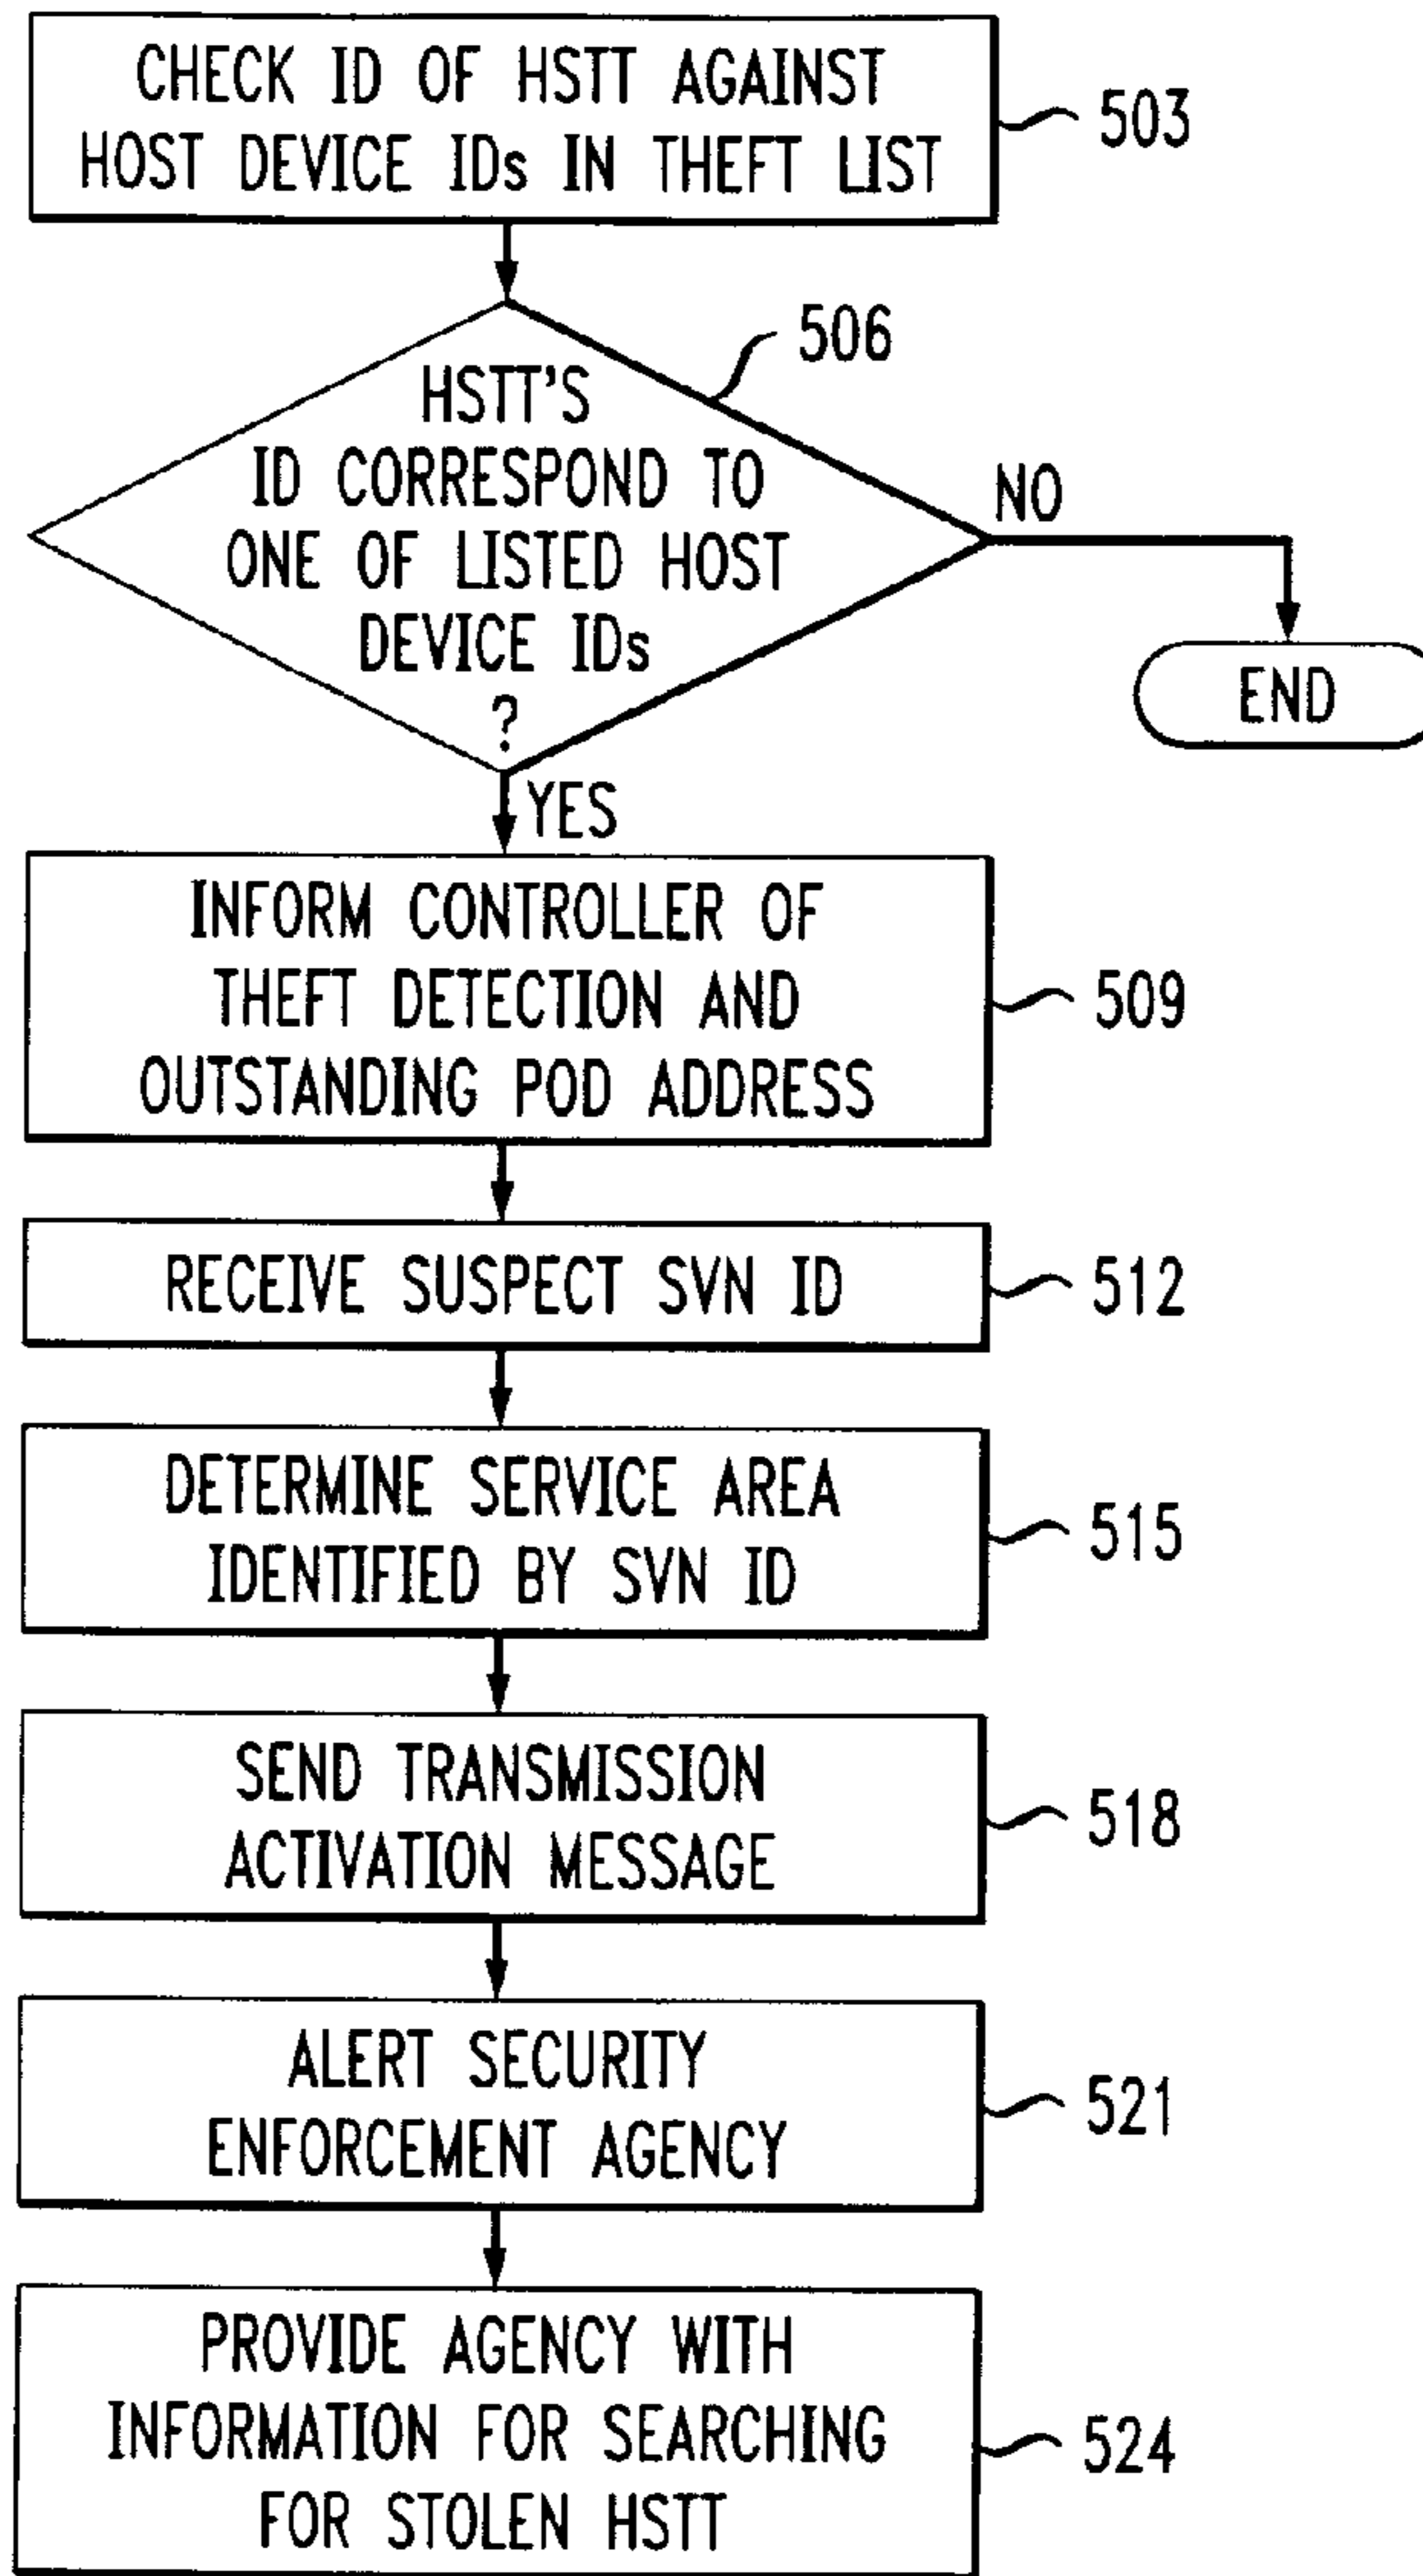 CHECK ID OF HSTT AGAINST
HOST DEVICE IDs IN THEFT LIST
503
506
HSTT'S
ID CORRESPOND TO
ONE OF LISTED HOST
DEVICE IDs
?
NO
END
YES
INFORM CONTROLLER OF
THEFT DETECTION AND
OUTSTANDING POD ADDRESS
509
RECEIVE SUSPECT SVN ID
512
DETERMINE SERVICE AREA
IDENTIFIED BY SVN ID
515
SEND TRANSMISSION
ACTIVATION MESSAGE
518
ALERT SECURITY
ENFORCEMENT AGENCY
521
PROVIDE AGENCY WITH
INFORMATION FOR SEARCHING
FOR STOLEN HSTT
524